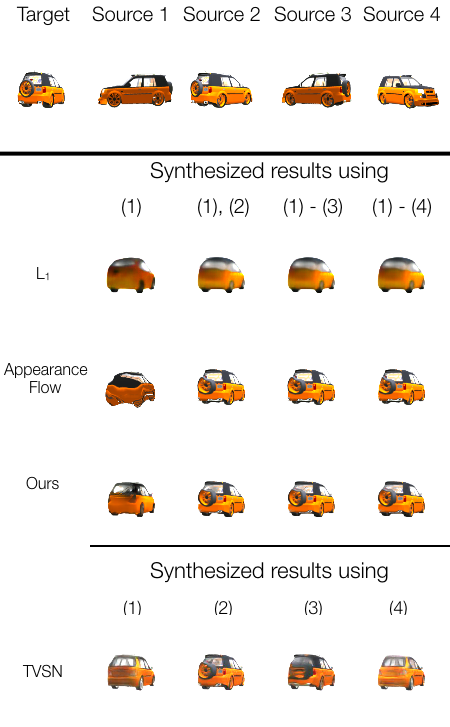 Target Source 1 Source 2 Source 3 Source 4
Synthesized results using
(1) (1), (2) (1) - (3) (1) - (4)
L₁
Appearance
Flow
Ours
Synthesized results using
(1) (2) (3) (4)
TVSN